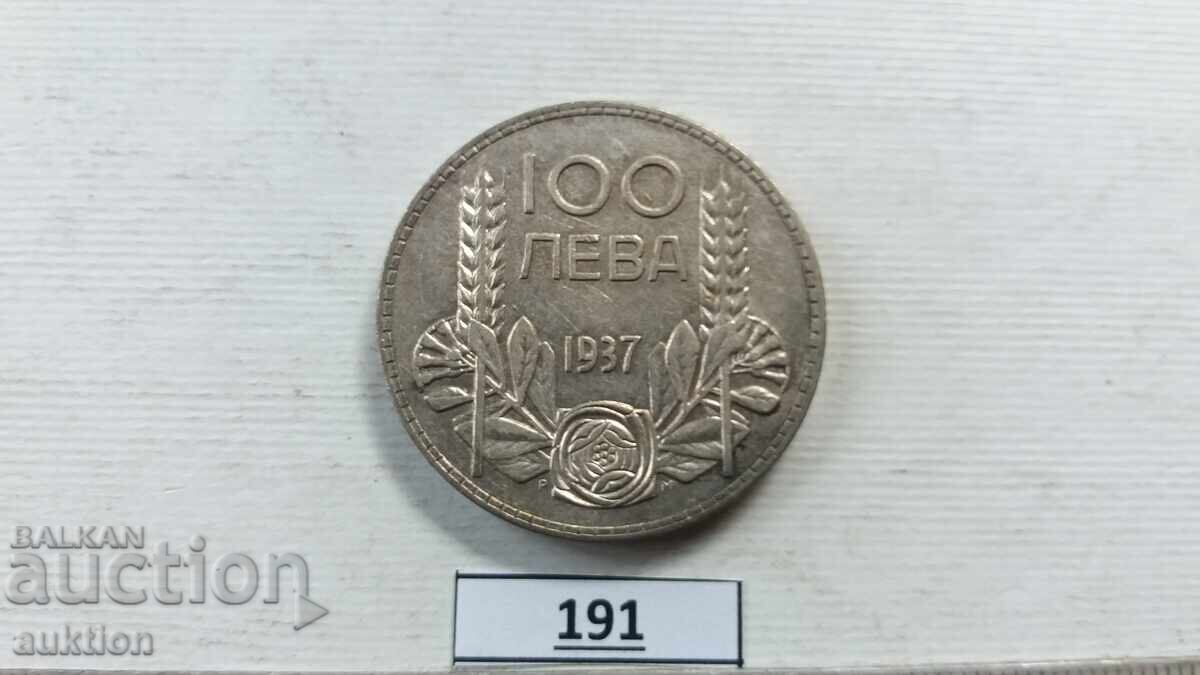 100
ЛЕВА
1937
P M
BALKAN
auction
auktion
191